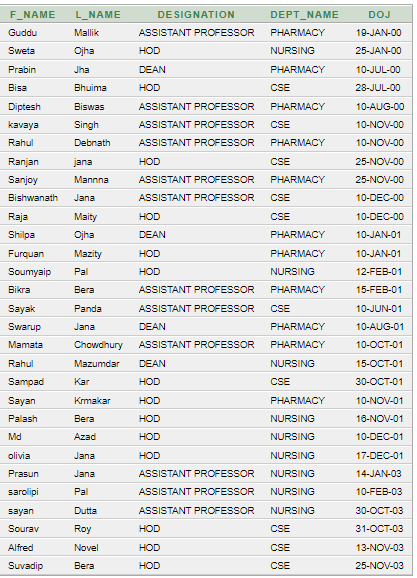 F_NAME L_NAME DESIGNATION DEPT_NAME DOJ
Guddu Mallik ASSISTANT PROFESSOR PHARMACY 19-JAN-00
Sweta Ojha HOD NURSING 25-JAN-00
Prabin Jha DEAN PHARMACY 10-JUL-00
Bisa Bhuima HOD CSE 28-JUL-00
Diptesh Biswas ASSISTANT PROFESSOR PHARMACY 10-AUG-00
kavaya Singh ASSISTANT PROFESSOR CSE 10-NOV-00
Rahul Debnath ASSISTANT PROFESSOR PHARMACY 10-NOV-00
Ranjan jana HOD CSE 25-NOV-00
Sanjoy Mannna ASSISTANT PROFESSOR PHARMACY 25-NOV-00
Bishwanath Jana ASSISTANT PROFESSOR CSE 10-DEC-00
Raja Maity HOD CSE 10-DEC-00
Shilpa Ojha DEAN PHARMACY 10-JAN-01
Furquan Mazity HOD PHARMACY 10-JAN-01
Soumyaip Pal HOD NURSING 12-FEB-01
Bikra Bera ASSISTANT PROFESSOR PHARMACY 15-FEB-01
Sayak Panda ASSISTANT PROFESSOR CSE 10-JUN-01
Swarup Jana DEAN PHARMACY 10-AUG-01
Mamata Chowdhury ASSISTANT PROFESSOR PHARMACY 10-OCT-01
Rahul Mazumdar DEAN NURSING 15-OCT-01
Sampad Kar HOD CSE 30-OCT-01
Sayan Krmakar HOD PHARMACY 10-NOV-01
Palash Bera HOD NURSING 16-NOV-01
Md Azad HOD NURSING 10-DEC-01
olivia Jana HOD NURSING 17-DEC-01
Prasun Jana ASSISTANT PROFESSOR NURSING 14-JAN-03
sarolipi Pal ASSISTANT PROFESSOR NURSING 10-FEB-03
sayan Dutta ASSISTANT PROFESSOR NURSING 30-OCT-03
Sourav Roy HOD CSE 31-OCT-03
Alfred Novel HOD CSE 13-NOV-03
Suvadip Bera HOD CSE 25-NOV-03